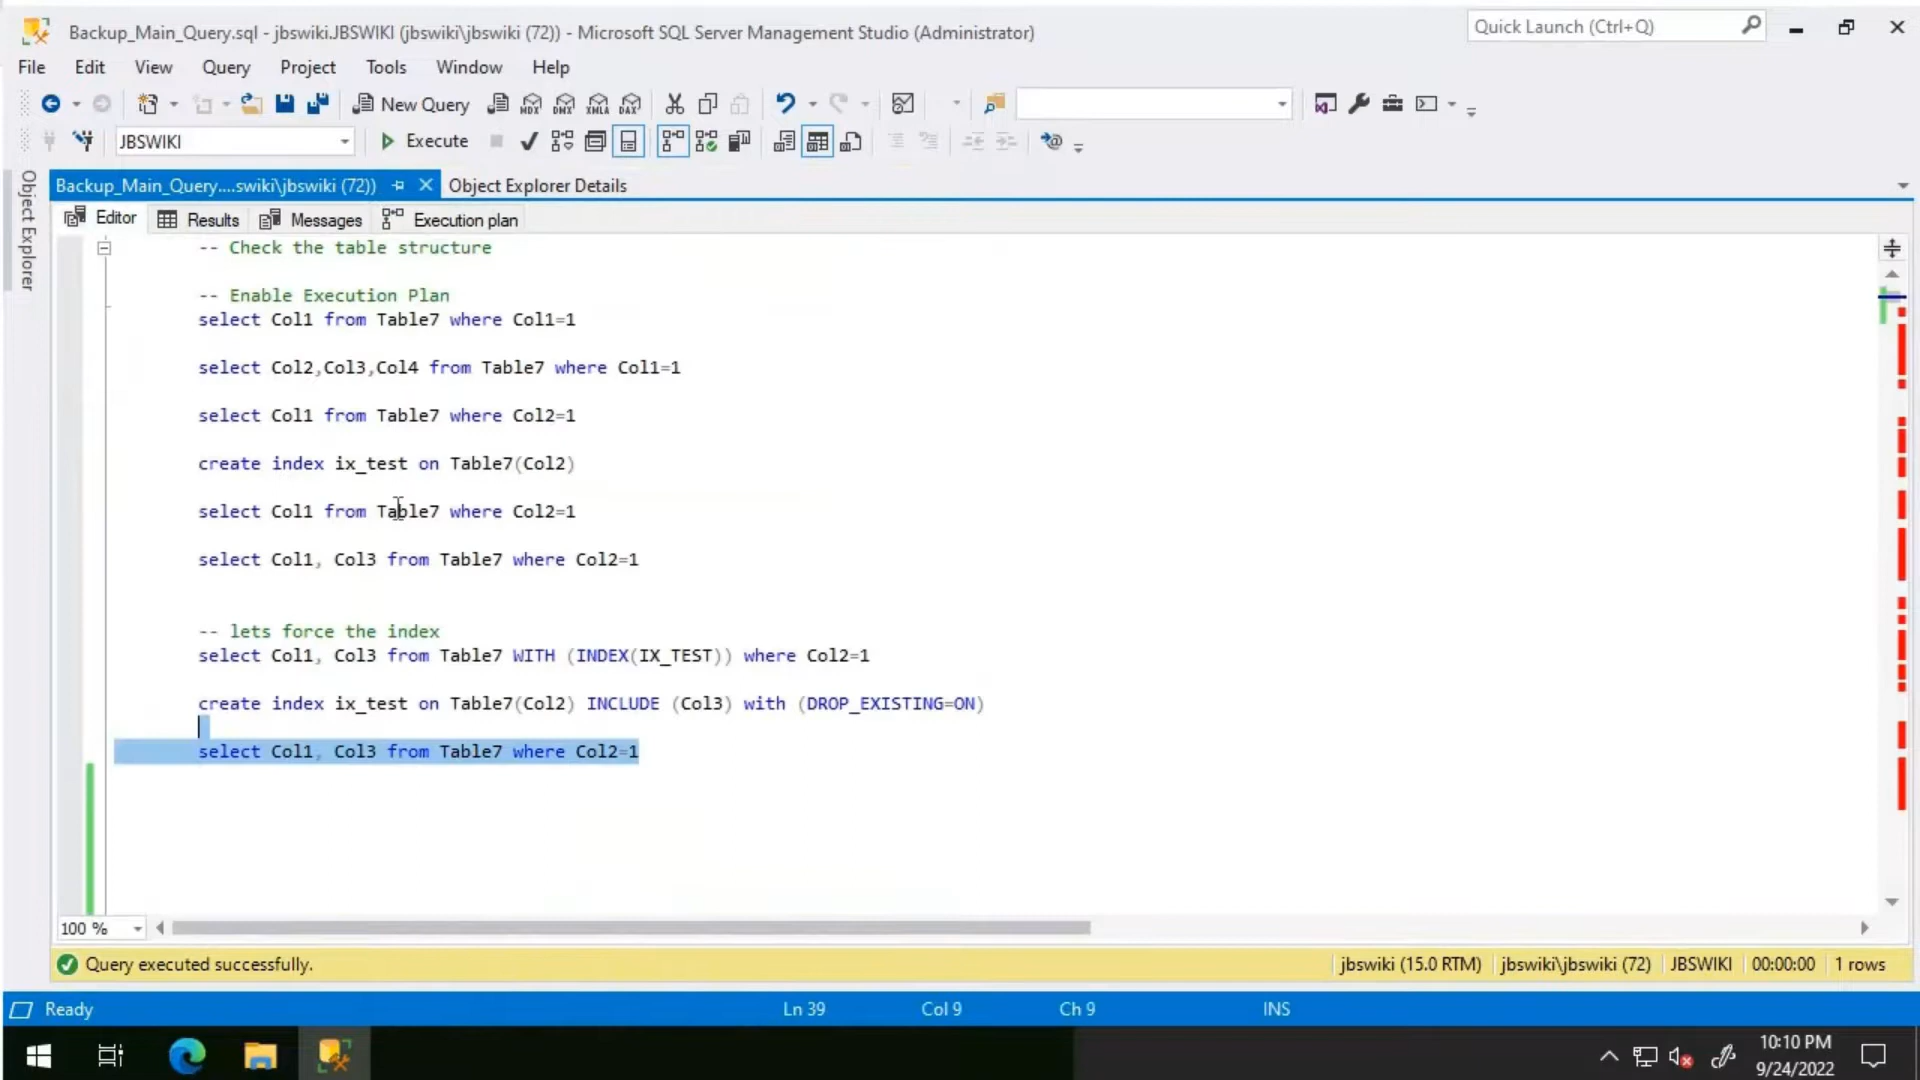 Backup_Main_Query.sql - jbswiki.JBSWIKI (jbswiki\jbswiki (72)) - Microsoft SQL Server Management Studio (Administrator)
Quick Launch (Ctrl+Q)
File Edit View Query Project Tools Window Help
New Query MDX DMX XMLA DAX
JBSWIKI Execute
Object Explorer
Backup_Main_Query....swiki\jbswiki (72)) Object Explorer Details
Editor Results Messages Execution plan
-- Check the table structure
-- Enable Execution Plan
select Col1 from Table7 where Col1=1
select Col2,Col3,Col4 from Table7 where Col1=1
select Col1 from Table7 where Col2=1
create index ix_test on Table7(Col2)
select Col1 from Table7 where Col2=1
select Col1, Col3 from Table7 where Col2=1
-- lets force the index
select Col1, Col3 from Table7 WITH (INDEX(IX_TEST)) where Col2=1
create index ix_test on Table7(Col2) INCLUDE (Col3) with (DROP_EXISTING=ON)
select Col1, Col3 from Table7 where Col2=1
100 %
Query executed successfully. jbswiki (15.0 RTM) jbswiki\jbswiki (72) JBSWIKI 00:00:00 1 rows
Ready Ln 39 Col 9 Ch 9 INS
10:10 PM
9/24/2022